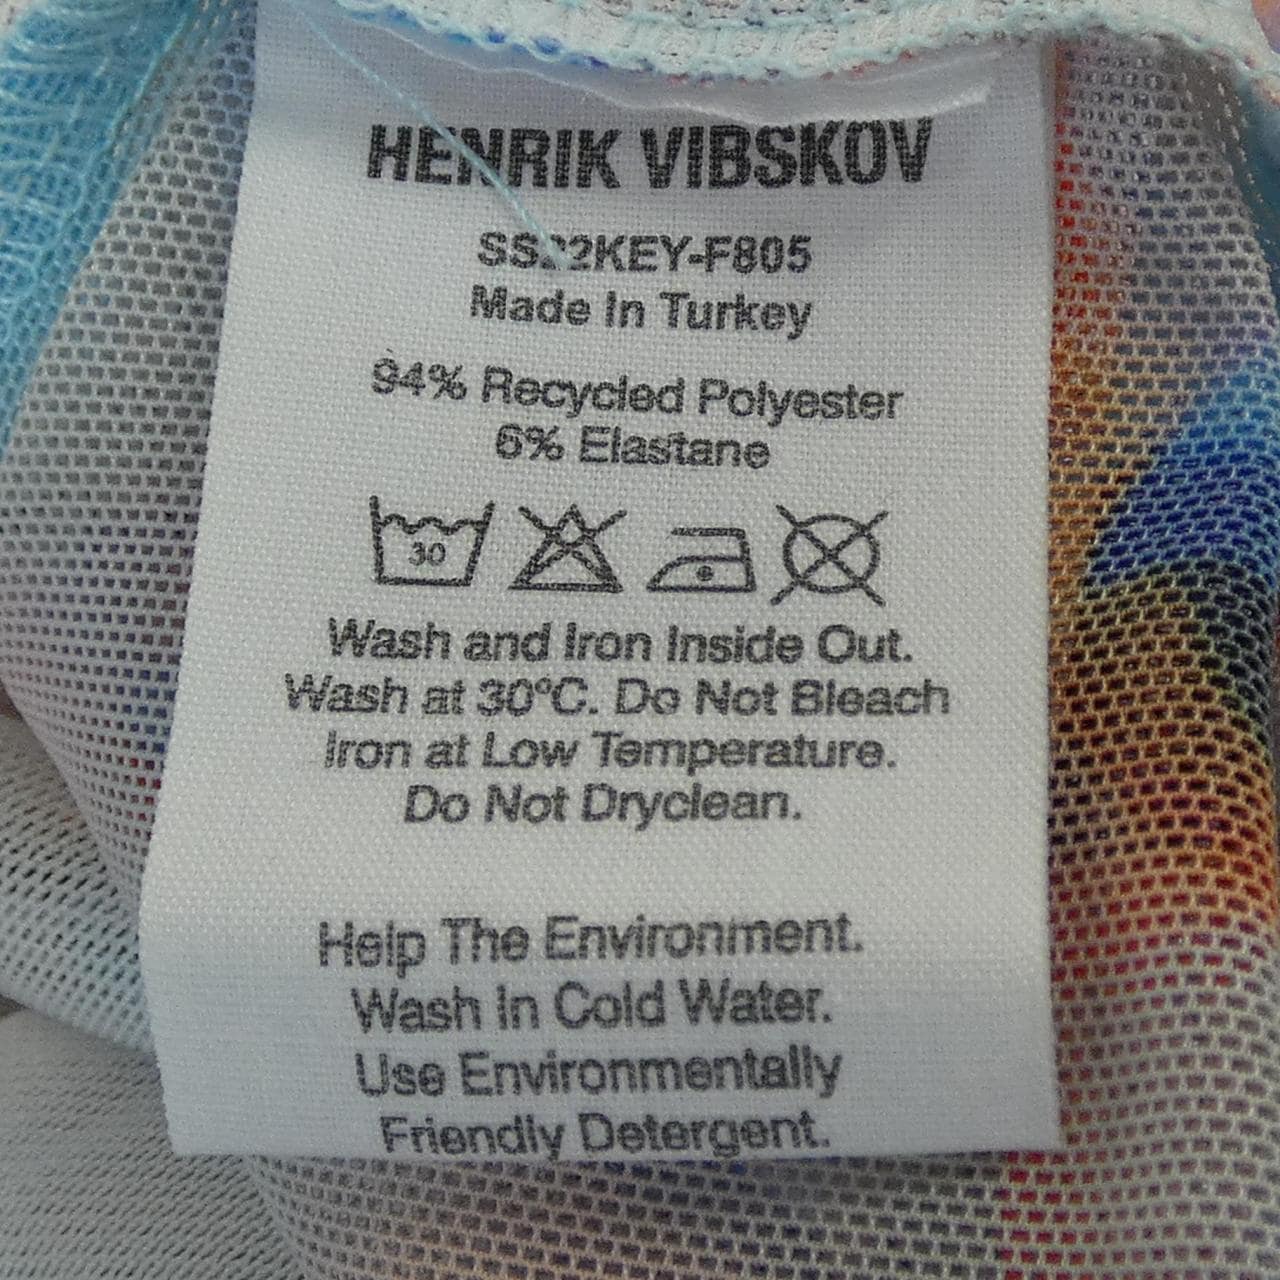 HENRIK VIBSKOV
SS22KEY-F805
Made In Turkey
94% Recycled Polyester
6% Elastane
30
Wash and Iron Inside Out.
Wash at 30°C. Do Not Bleach
Iron at Low Temperature.
Do Not Dryclean.
Help The Environment.
Wash In Cold Water.
Use Environmentally
Friendly Detergent.